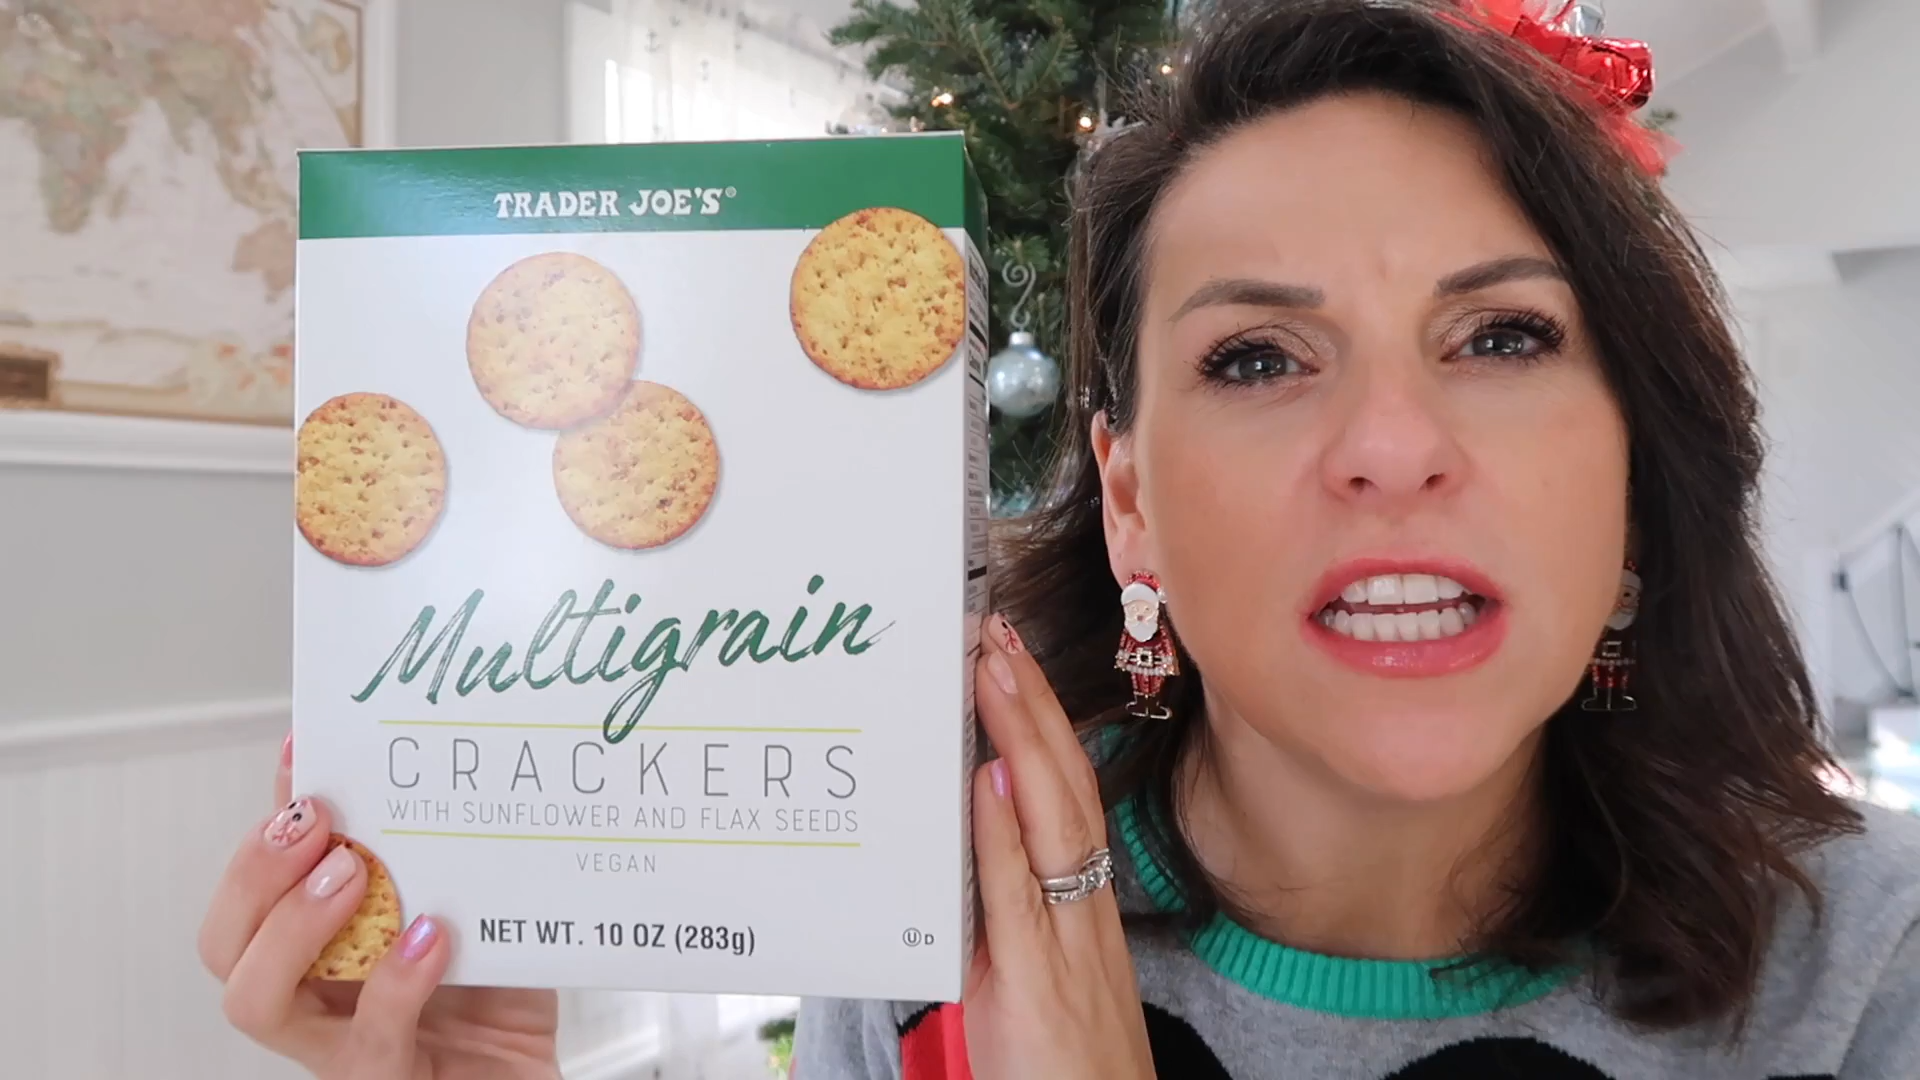 TRADER JOE'S®
Multigrain
CRACKERS
WITH SUNFLOWER AND FLAX SEEDS
VEGAN
NET WT. 10 OZ (283g)
Ⓤ D